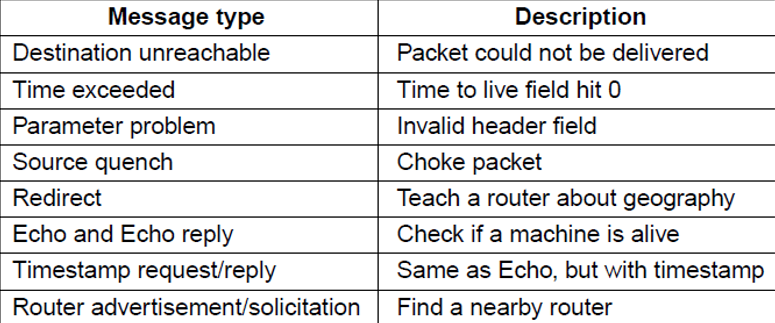 Message type Description
Destination unreachable Packet could not be delivered
Time exceeded Time to live field hit 0
Parameter problem Invalid header field
Source quench Choke packet
Redirect Teach a router about geography
Echo and Echo reply Check if a machine is alive
Timestamp request/reply Same as Echo, but with timestamp
Router advertisement/solicitation Find a nearby router